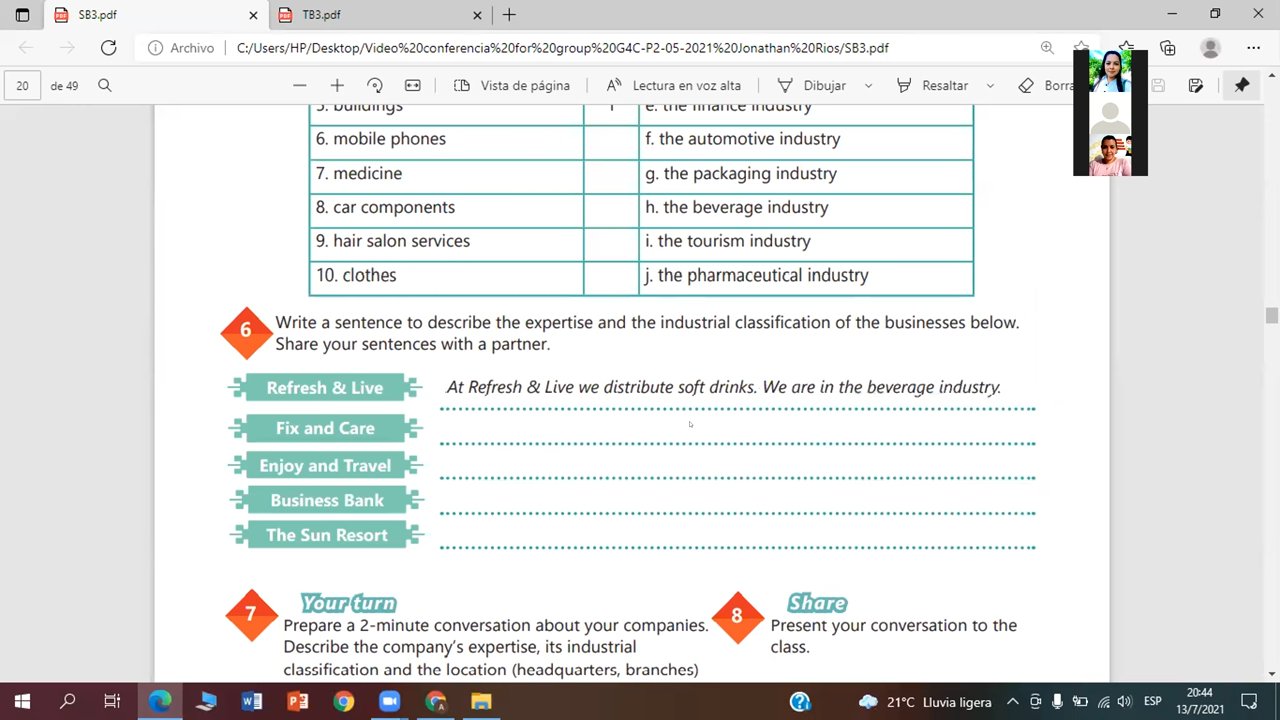 SB3.pdf
TB3.pdf
Archivo
C:/Users/HP/Desktop/Video%20conferencia%20for%20group%20G4C-P2-05-2021%20Jonathan%20Rios/SB3.pdf
20 de 49
Vista de página
Lectura en voz alta
Dibujar
Resaltar
Borra
5. buildings
e. the finance industry
6. mobile phones
f. the automotive industry
7. medicine
g. the packaging industry
8. car components
h. the beverage industry
9. hair salon services
i. the tourism industry
10. clothes
j. the pharmaceutical industry
6 Write a sentence to describe the expertise and the industrial classification of the businesses below.
Share your sentences with a partner.
Refresh & Live At Refresh & Live we distribute soft drinks. We are in the beverage industry.
Fix and Care
Enjoy and Travel
Business Bank
The Sun Resort
7 Your turn
Prepare a 2-minute conversation about your companies.
Describe the company's expertise, its industrial
classification and the location (headquarters, branches)
8 Share
Present your conversation to the
class.
21°C Lluvia ligera
ESP
20:44
13/7/2021